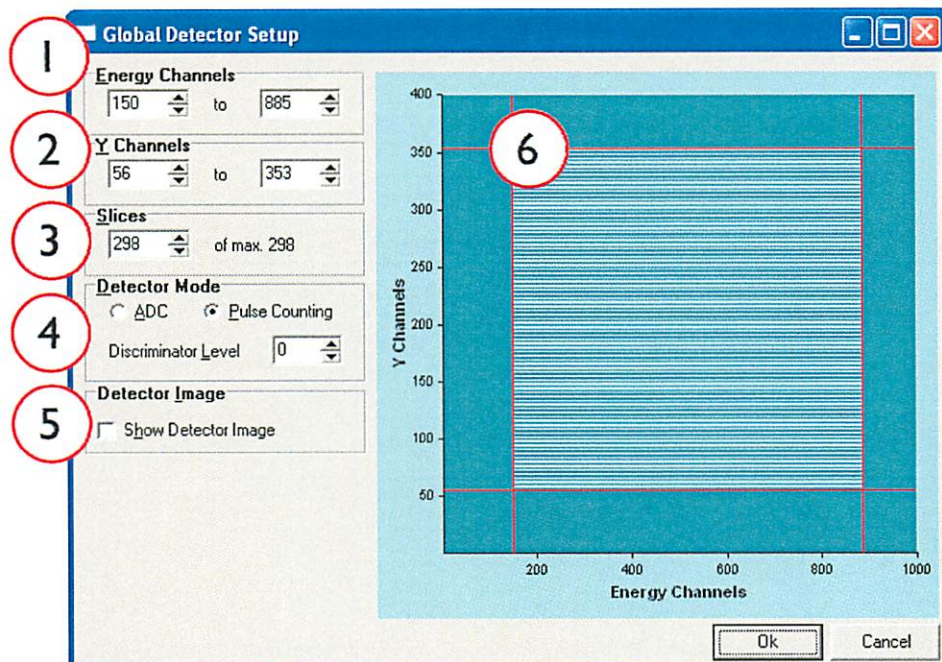 1
Global Detector Setup
Energy Channels
150 to 885
2
Y Channels
56 to 353
3
Slices
298 of max. 298
4
Detector Mode
ADC Pulse Counting
Discriminator Level 0
5
Detector Image
Show Detector Image
6
400
350
300
250
200
150
100
50
Y Channels
200 400 600 800 1000
Energy Channels
Ok Cancel